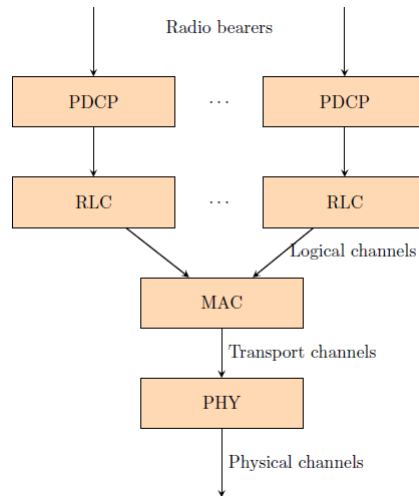 Radio bearers
PDCP ... PDCP
RLC ... RLC
Logical channels
MAC
Transport channels
PHY
Physical channels